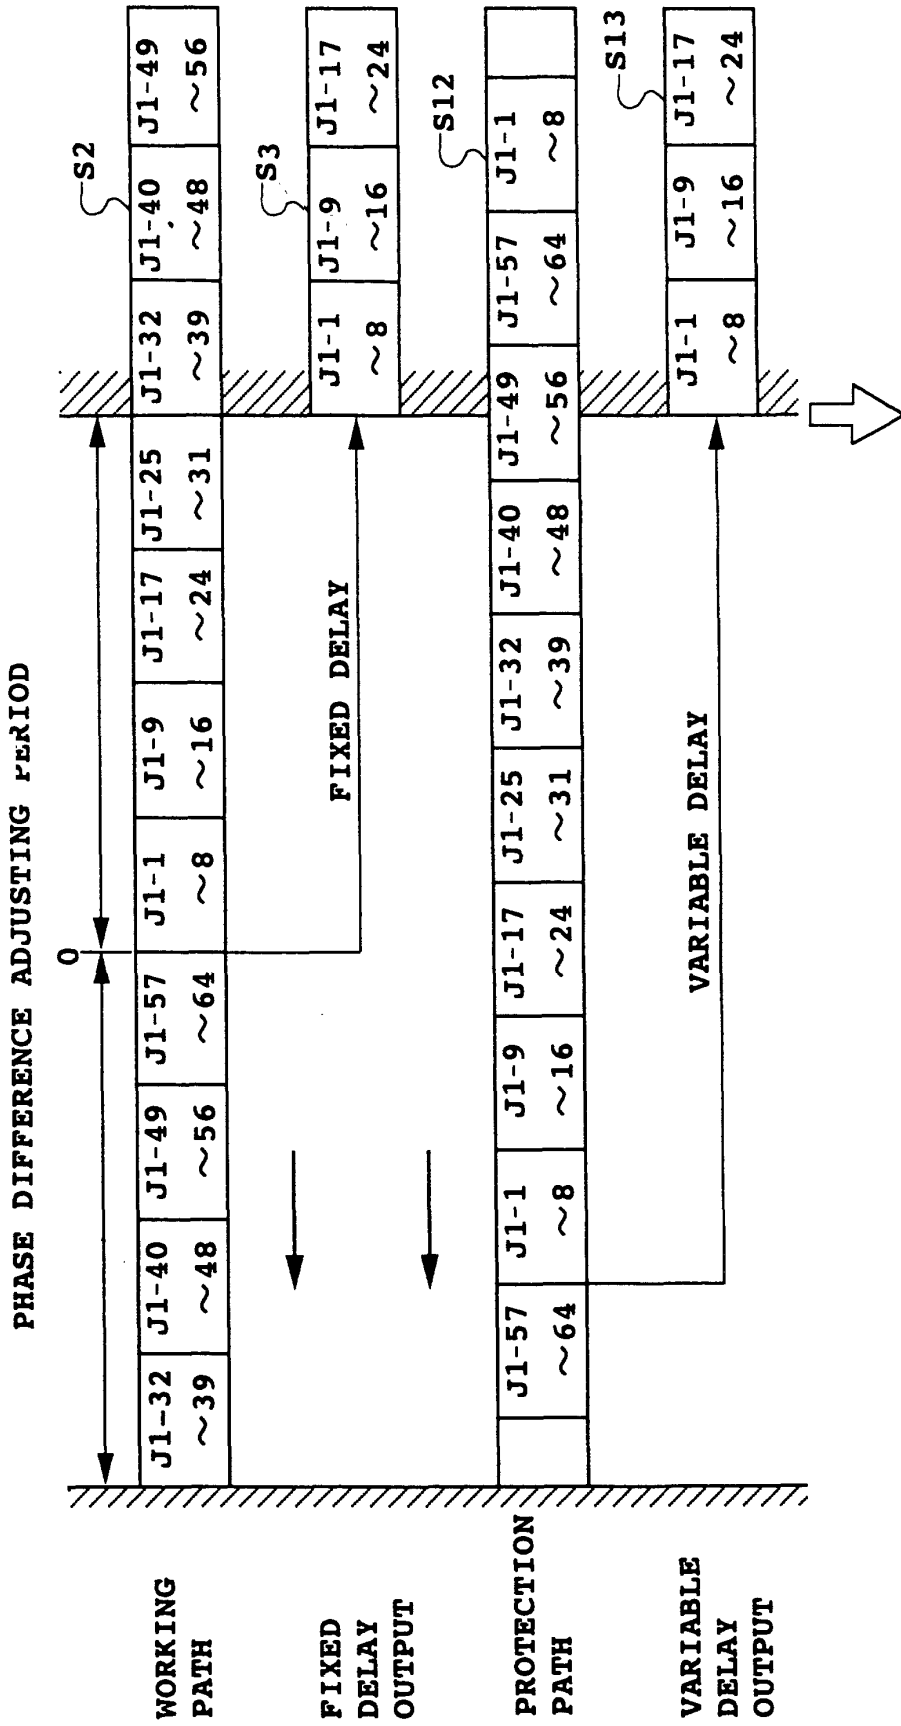 PHASE DIFFERENCE ADJUSTING PERIOD
0
WORKING
PATH
J1-32
~39
J1-40
~48
J1-49
~56
J1-57
~64
J1-1
~8
J1-9
~16
J1-17
~24
J1-25
~31
J1-32
~39
J1-40
~48
J1-49
~56
S2
FIXED
DELAY
OUTPUT
FIXED DELAY
J1-1
~8
J1-9
~16
J1-17
~24
S3
PROTECTION
PATH
J1-57
~64
J1-1
~8
J1-9
~16
J1-17
~24
J1-25
~31
J1-32
~39
J1-40
~48
J1-49
~56
J1-57
~64
J1-1
~8
S12
VARIABLE
DELAY
OUTPUT
VARIABLE DELAY
J1-1
~8
J1-9
~16
J1-17
~24
S13